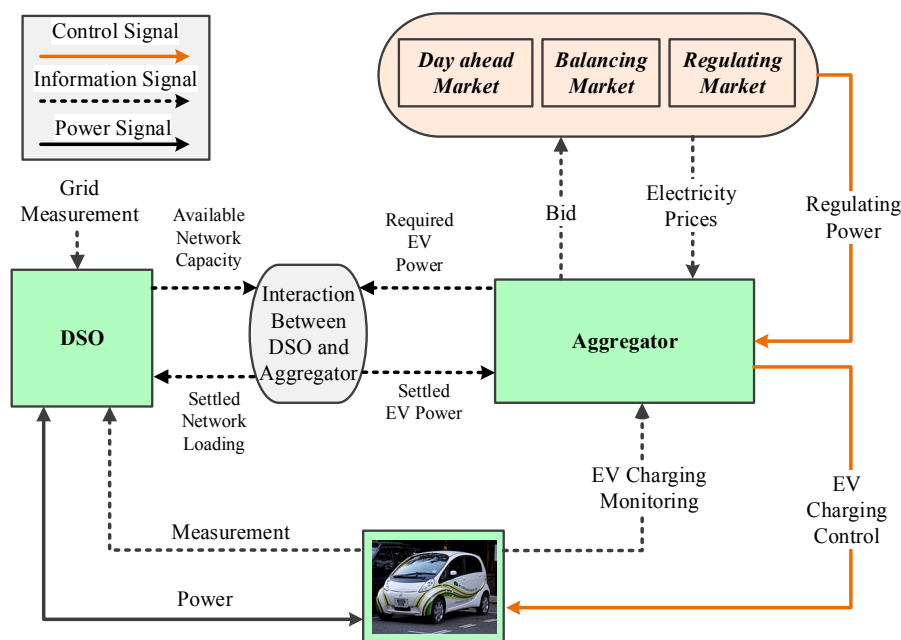 Control Signal
Information Signal
Power Signal
Day ahead
Market
Balancing
Market
Regulating
Market
Grid
Measurement
Available
Network
Capacity
Required
EV
Power
Bid
Electricity
Prices
Regulating
Power
DSO
Interaction
Between
DSO and
Aggregator
Aggregator
Settled
Network
Loading
Settled
EV Power
EV Charging
Monitoring
EV
Charging
Control
Measurement
Power